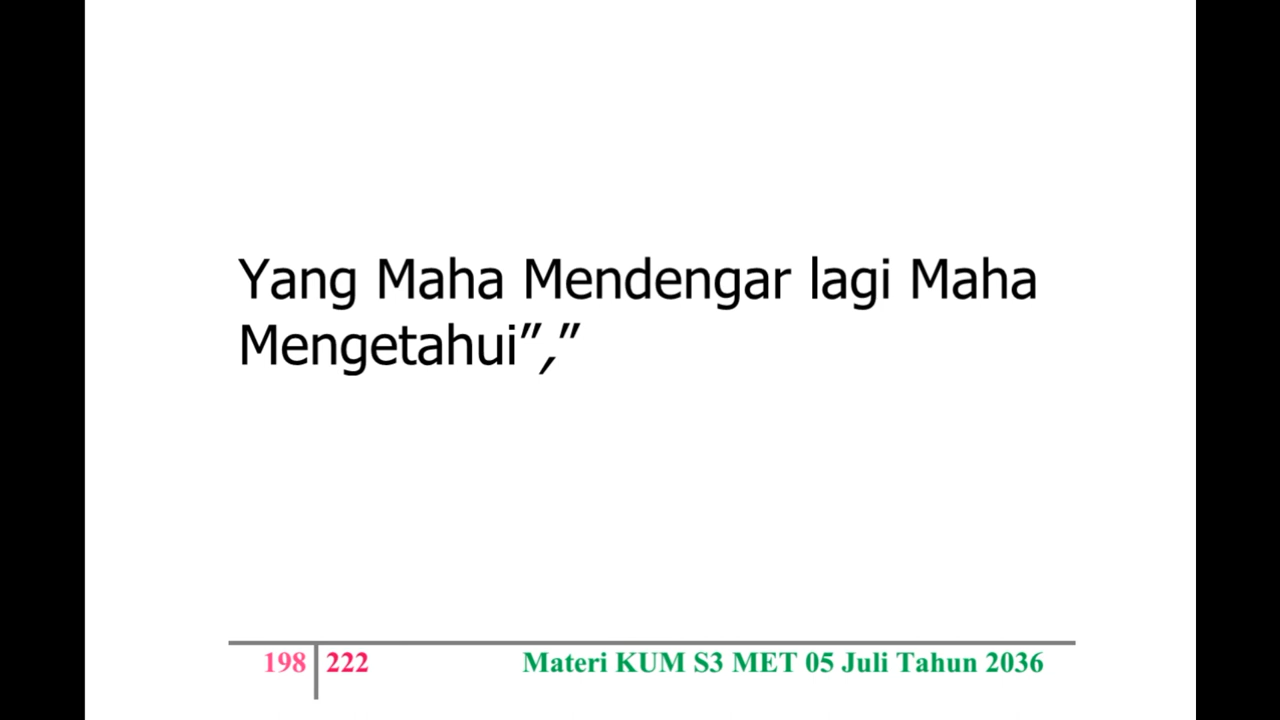 Yang Maha Mendengar lagi Maha
Mengetahui”,”
198 222 Materi KUM S3 MET 05 Juli Tahun 2036